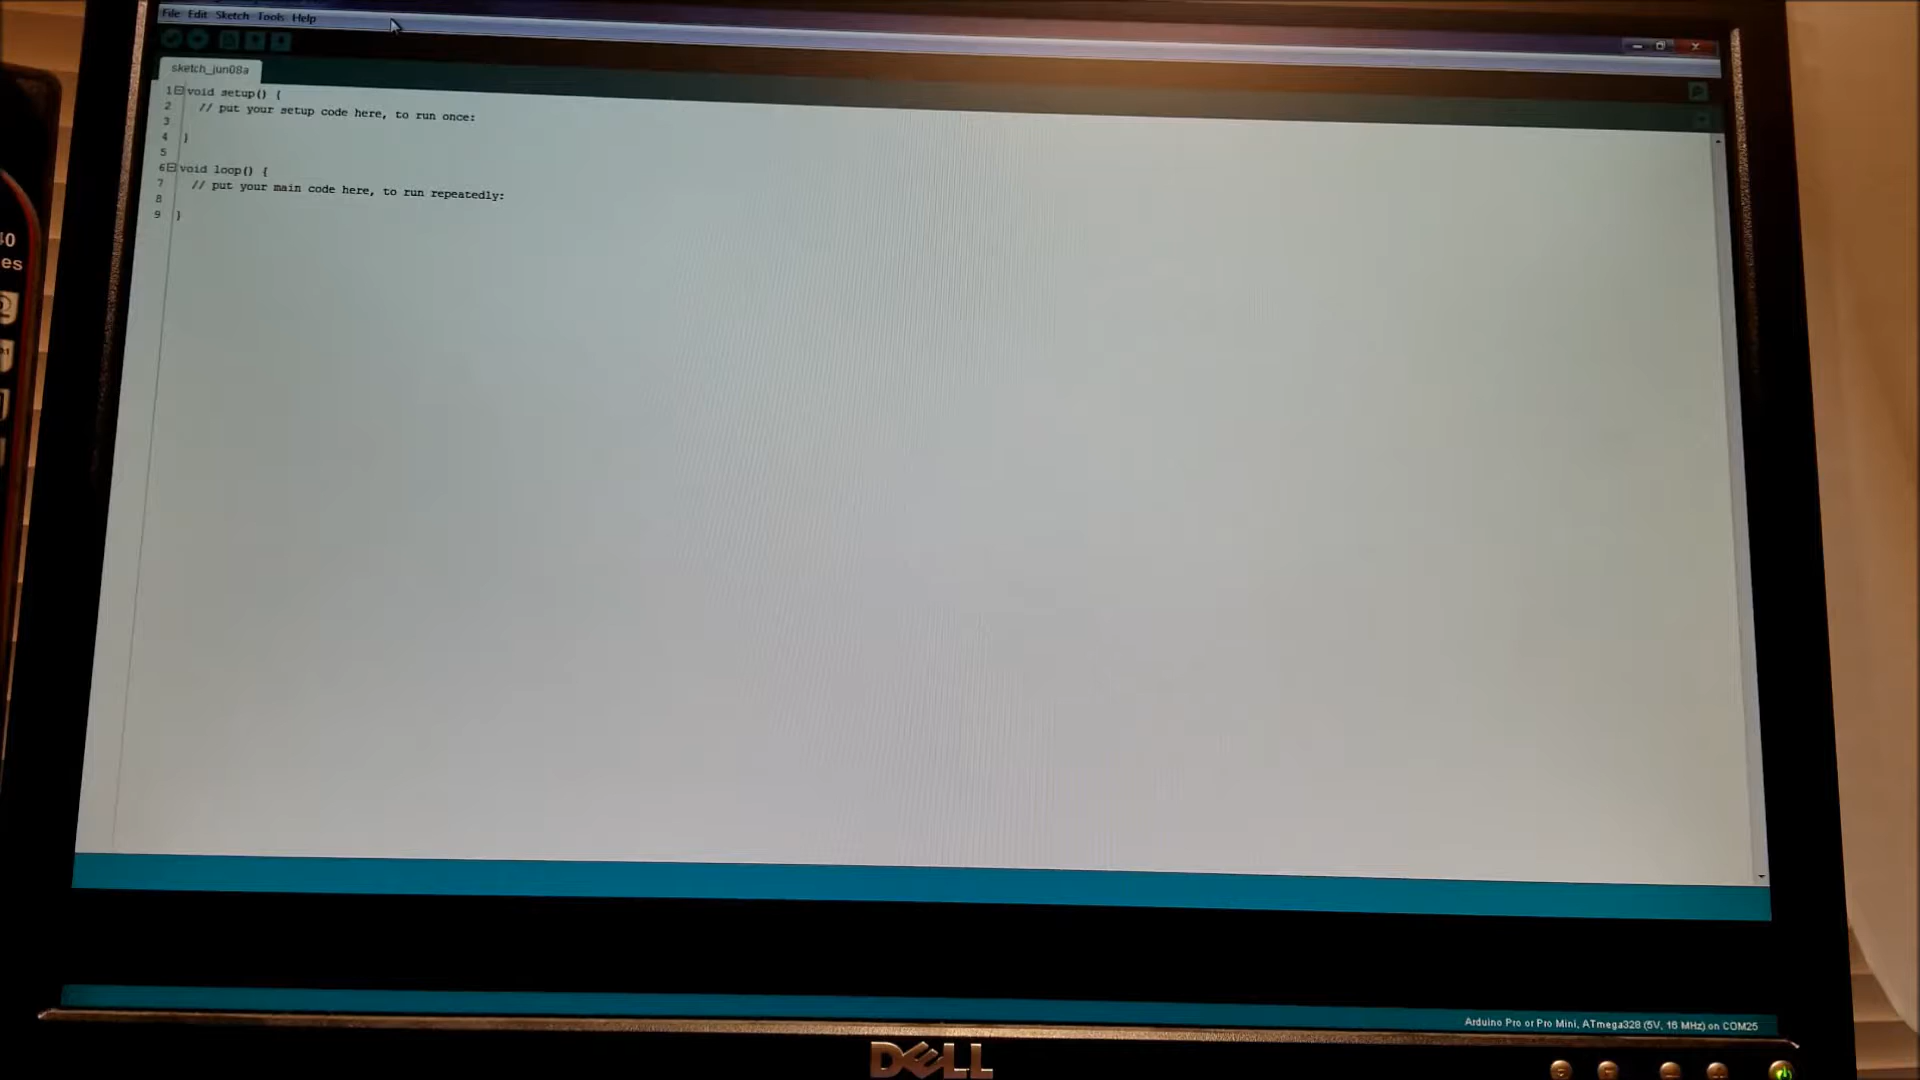 File Edit Sketch Tools Help
sketch_jun08a
1 void setup() {
2 // put your setup code here, to run once:
3
4 }
5
6 void loop() {
7 // put your main code here, to run repeatedly:
8
9 }
40
es
Arduino Pro or Pro Mini, ATmega328 (5V, 16 MHz) on COM25
DELL